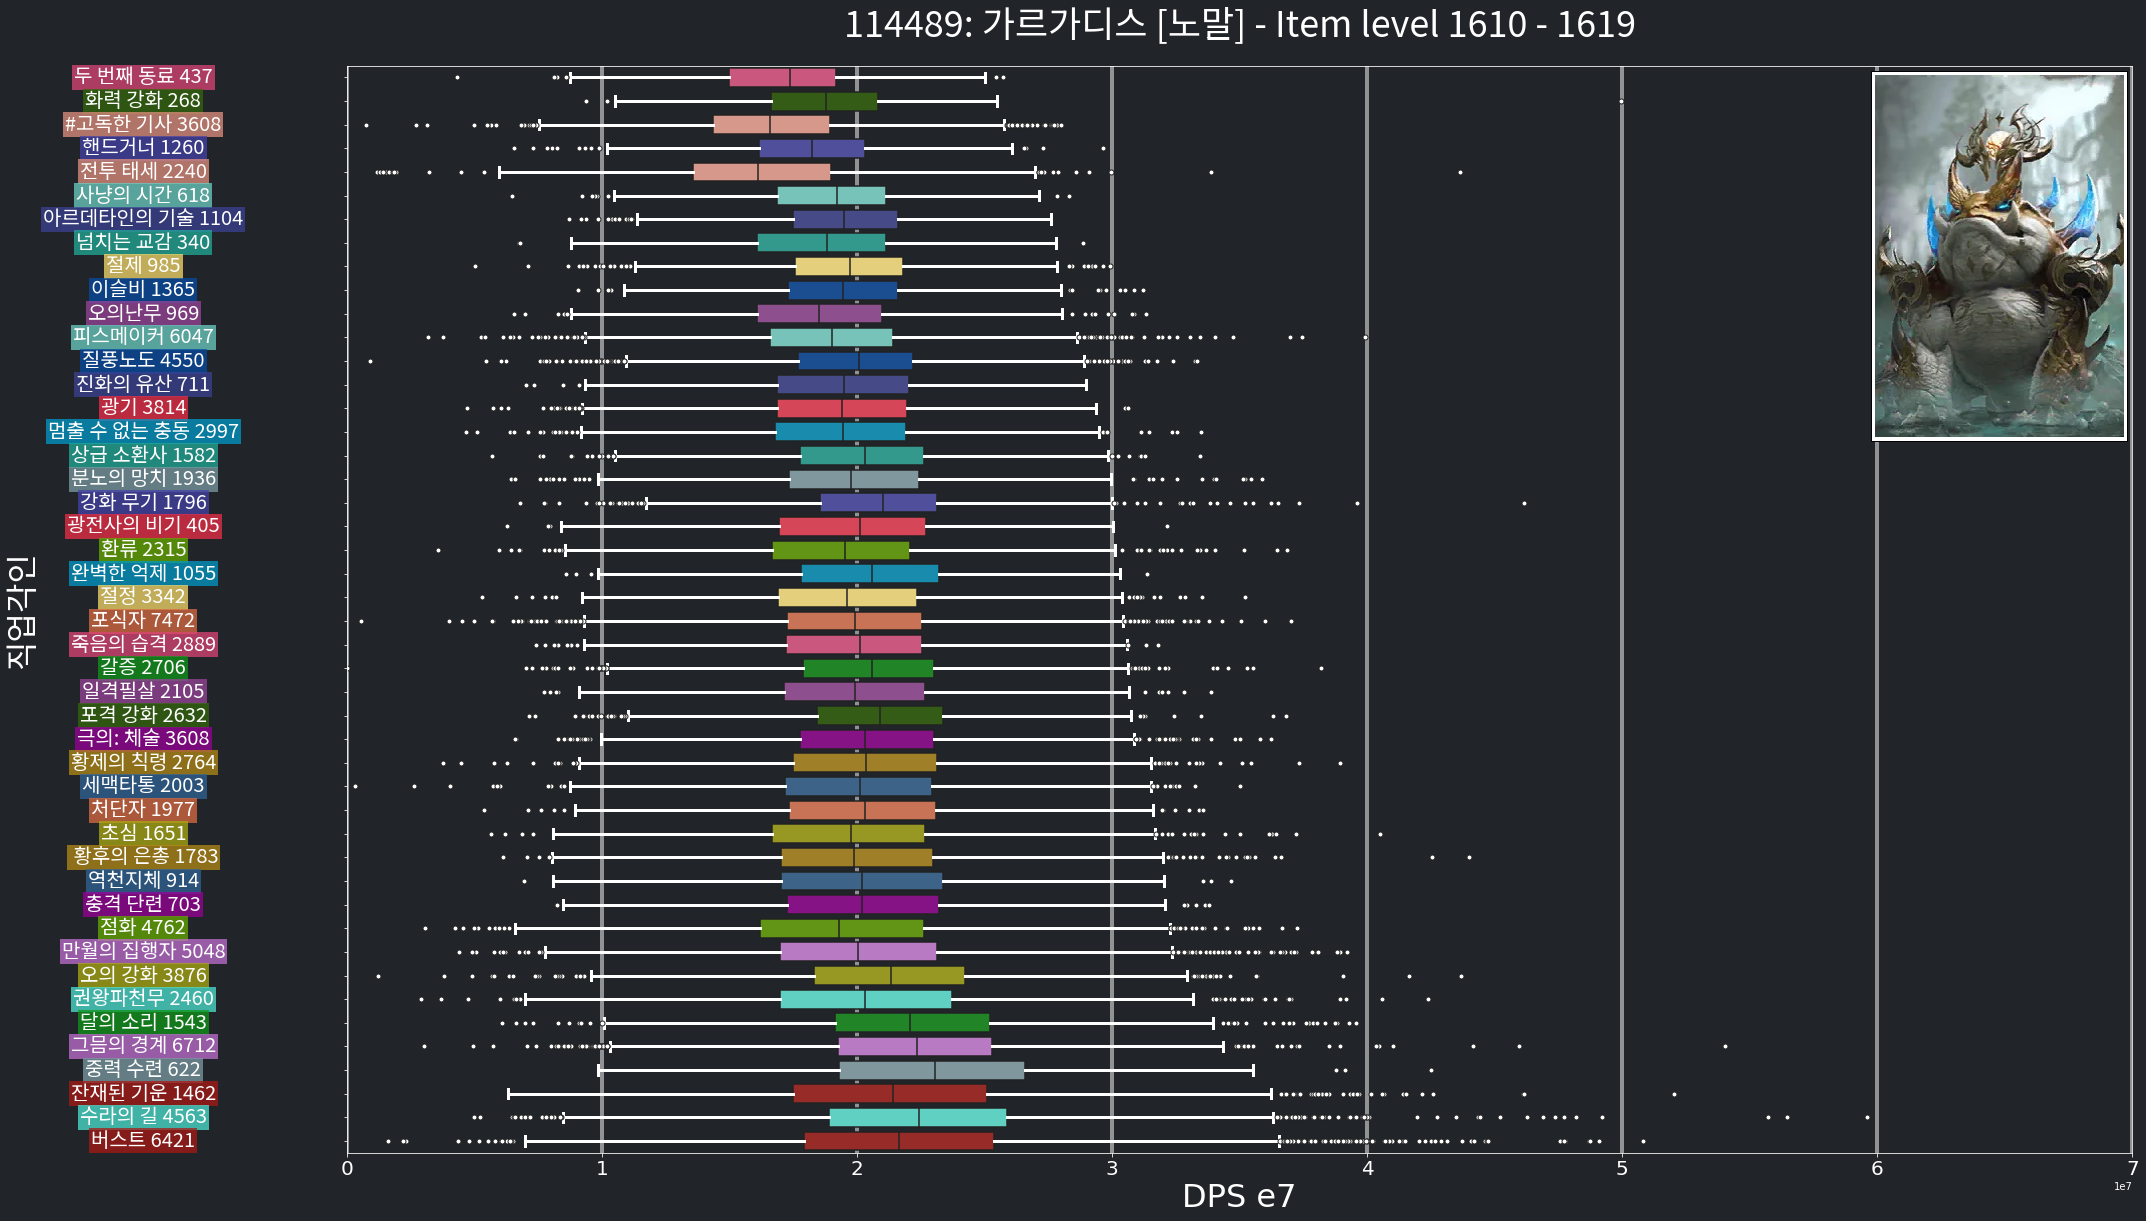 114489: 가르가디스 [노말] - Item level 1610 - 1619
두 번째 동료 437
화력 강화 268
#고독한 기사 3608
핸드거너 1260
전투 태세 2240
사냥의 시간 618
아르데타인의 기술 1104
넘치는 교감 340
절제 985
이슬비 1365
오의난무 969
피스메이커 6047
질풍노도 4550
진화의 유산 711
광기 3814
멈출 수 없는 충동 2997
상급 소환사 1582
분노의 망치 1936
강화 무기 1796
광전사의 비기 405
환류 2315
완벽한 억제 1055
절정 3342
포식자 7472
죽음의 습격 2889
갈증 2706
일격필살 2105
포격 강화 2632
극의: 체술 3608
황제의 칙령 2764
세맥타통 2003
처단자 1977
초심 1651
황후의 은총 1783
역천지체 914
충격 단련 703
점화 4762
만월의 집행자 5048
오의 강화 3876
권왕파천무 2460
달의 소리 1543
그믐의 경계 6712
중력 수련 622
잔재된 기운 1462
수라의 길 4563
버스트 6421
직업각인
0 1 2 3 4 5 6 7
DPS e7
1e7